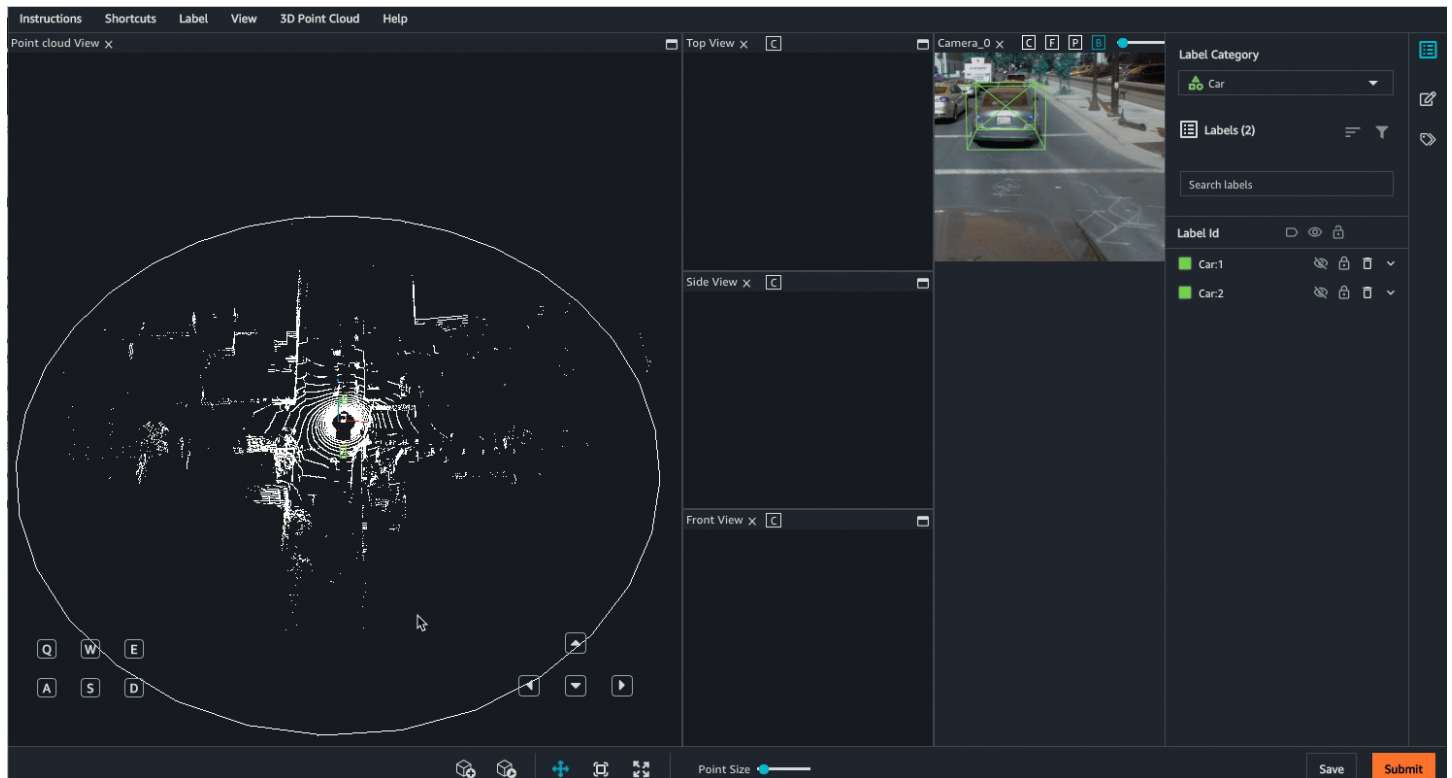 Instructions Shortcuts Label View 3D Point Cloud Help
Point cloud View X
Top View X C
Camera_0 X C F P B
Label Category
Car
Labels (2)
Search labels
Label Id
Car:1
Car:2
Side View X C
Front View X C
Q W E
A S D
Point Size
Save
Submit